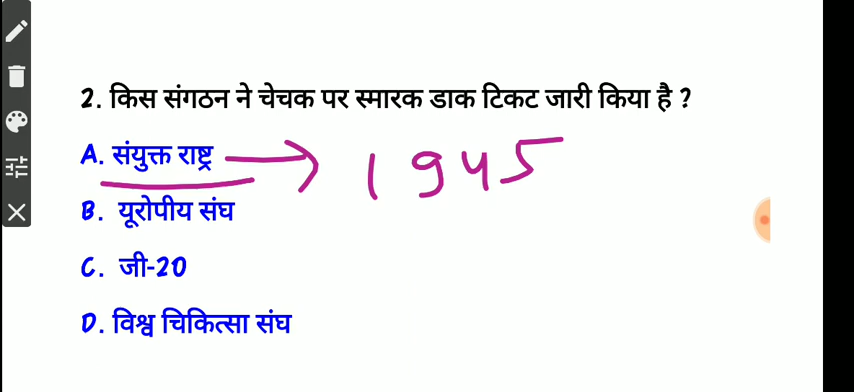 2. किस संगठन ने चेचक पर स्मारक डाक टिकट जारी किया है ?
A. संयुक्त राष्ट्र → 1945
B. यूरोपीय संघ
C. जी-20
D. विश्व चिकित्सा संघ